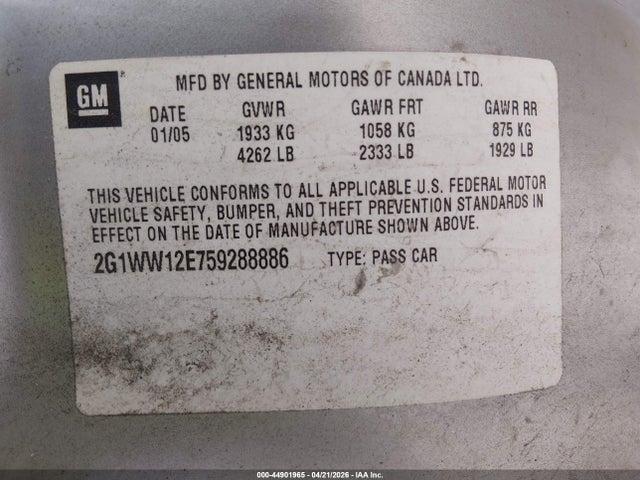 GM
MFD BY GENERAL MOTORS OF CANADA LTD.
DATE GVWR GAWR FRT GAWR RR
01/05 1933 KG 1058 KG 875 KG
4262 LB 2333 LB 1929 LB
THIS VEHICLE CONFORMS TO ALL APPLICABLE U.S. FEDERAL MOTOR
VEHICLE SAFETY, BUMPER, AND THEFT PREVENTION STANDARDS IN
EFFECT ON THE DATE OF MANUFACTURE SHOWN ABOVE.
2G1WW12E759288886 TYPE: PASS CAR
000-44901965 - 04/21/2026 - IAA Inc.